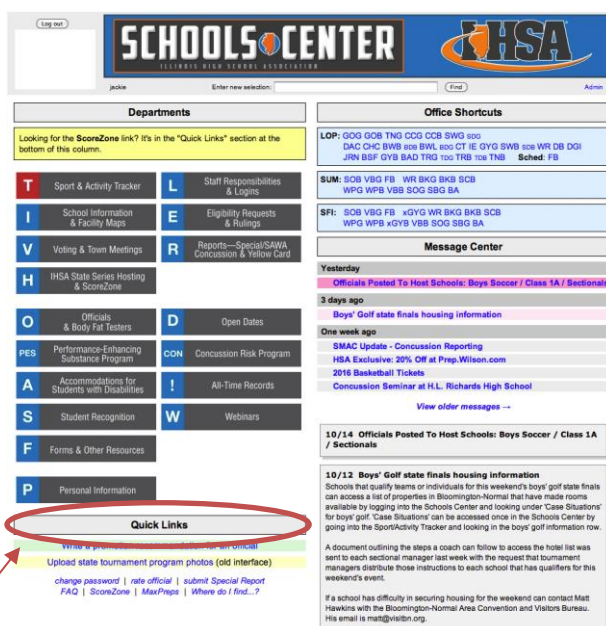 Log out
SCHOOLS CENTER
ILLINOIS HIGH SCHOOL ASSOCIATION
IHSA
jackie
Enter new selection:
Find
Admin
Departments
Looking for the ScoreZone link? It's in the "Quick Links" section at the
bottom of this column.
T Sport & Activity Tracker
L Staff Responsibilities
& Logins
I School Information
& Facility Maps
E Eligibility Requests
& Rulings
V Voting & Town Meetings
R Reports—Special/SAWA
Concussion & Yellow Card
H IHSA State Series Hosting
& ScoreZone
O Officials
& Body Fat Testers
D Open Dates
PES Performance-Enhancing
Substance Program
CON Concussion Risk Program
A Accommodations for
Students with Disabilities
! All-Time Records
S Student Recognition
W Webinars
F Forms & Other Resources
P Personal Information
Quick Links
Write a promotion recommendation for an official
Upload state tournament program photos (old interface)
change password | rate official | submit Special Report
FAQ | ScoreZone | MaxPreps | Where do I find...?
Office Shortcuts
LOP: GOG GOB TNG CCG CCB SWG SDG
DAC CHC BWB BDB BWL BDG CT IE GYG SWB SDB WR DB DGI
JRN BSF GYB BAD TRG TDG TRB TDB TNB Sched: FB
SUM: SOB VBG FB WR BKG BKB SCB
WPG WPB VBB SOG SBG BA
SFI: SOB VBG FB xGYG WR BKG BKB SCB
WPG WPB xGYB VBB SOG SBG BA
Message Center
Yesterday
Officials Posted To Host Schools: Boys Soccer / Class 1A / Sectionals
3 days ago
Boys' Golf state finals housing information
One week ago
SMAC Update - Concussion Reporting
HSA Exclusive: 20% Off at Prep.Wilson.com
2016 Basketball Tickets
Concussion Seminar at H.L. Richards High School
View older messages →
10/14 Officials Posted To Host Schools: Boys Soccer / Class 1A
/ Sectionals
10/12 Boys' Golf state finals housing information
Schools that qualify teams or individuals for this weekend's boys' golf state finals
can access a list of properties in Bloomington-Normal that have made rooms
available by logging into the Schools Center and looking under 'Case Situations'
for boys' golf. 'Case Situations' can be accessed once in the Schools Center by
going into the Sport/Activity Tracker and looking in the boys' golf information row.
A document outlining the steps a coach can follow to access the hotel list was
sent to each sectional manager last week with the request that tournament
managers distribute those instructions to each school that has qualifiers for this
weekend's event.
If a school has difficulty in securing housing for the weekend can contact Matt
Hawkins with the Bloomington-Normal Area Convention and Visitors Bureau.
His email is matt@visitbn.org.